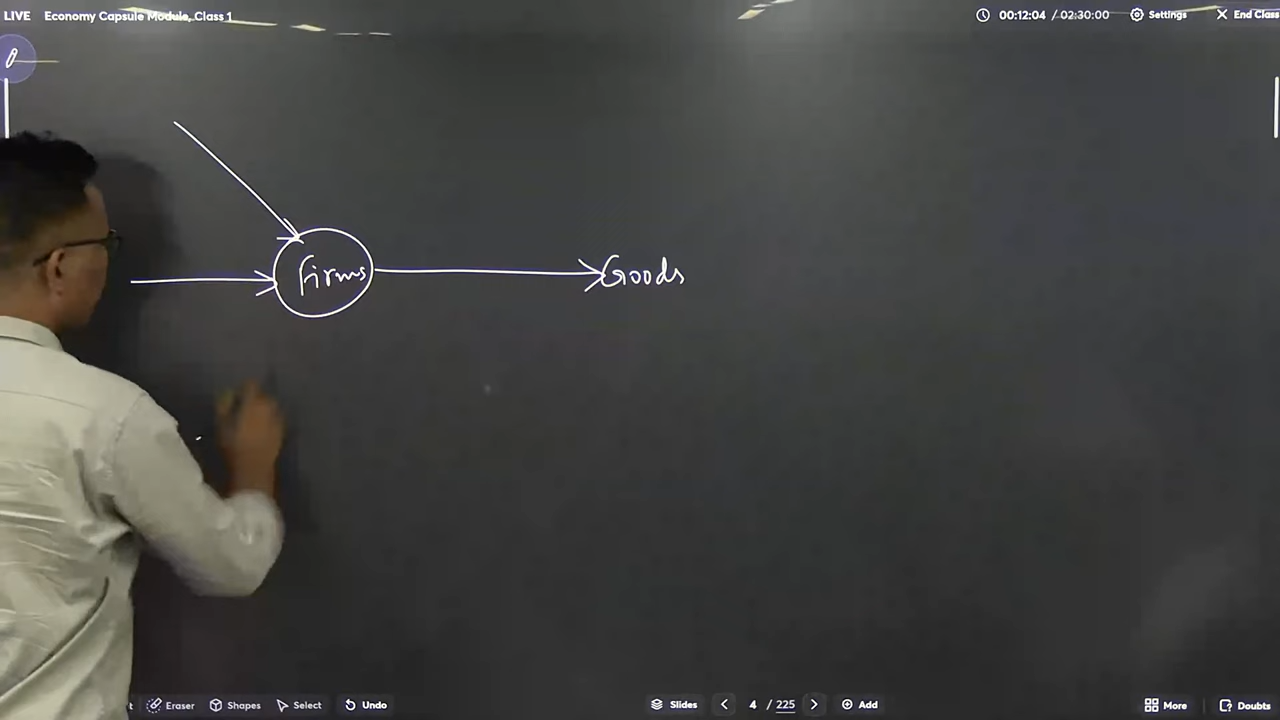 LIVE Economy Capsule Module, Class 1
00:12:04 / 02:30:00 Settings End Class
Firms
Goods
Eraser Shapes Select Undo
Slides 4 / 225 Add
More Doubts